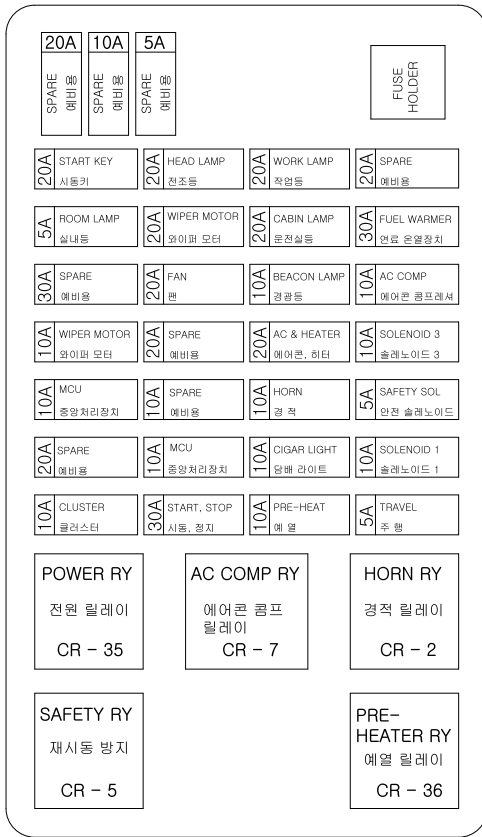 20A 10A 5A
SPARE 예비용
SPARE 예비용
SPARE 예비용
FUSE
HOLDER
20A START KEY
시동키
20A HEAD LAMP
전조등
20A WORK LAMP
작업등
20A SPARE
예비용
5A ROOM LAMP
실내등
20A WIPER MOTOR
와이퍼 모터
20A CABIN LAMP
운전실등
30A FUEL WARMER
연료 온열장치
30A SPARE
예비용
20A FAN
팬
10A BEACON LAMP
경광등
10A AC COMP
에어콘 콤프레셔
10A WIPER MOTOR
와이퍼 모터
20A SPARE
예비용
20A AC & HEATER
에어콘, 히터
10A SOLENOID 3
솔레노이드 3
10A MCU
중앙처리장치
10A SPARE
예비용
10A HORN
경 적
5A SAFETY SOL
안전 솔레노이드
20A SPARE
예비용
10A MCU
중앙처리장치
10A CIGAR LIGHT
담배 라이트
10A SOLENOID 1
솔레노이드 1
10A CLUSTER
클러스터
30A START, STOP
시동, 정지
10A PRE-HEAT
예 열
5A TRAVEL
주 행
POWER RY
전원 릴레이
CR - 35
AC COMP RY
에어콘 콤프
릴레이
CR - 7
HORN RY
경적 릴레이
CR - 2
SAFETY RY
재시동 방지
CR - 5
PRE-
HEATER RY
예열 릴레이
CR - 36